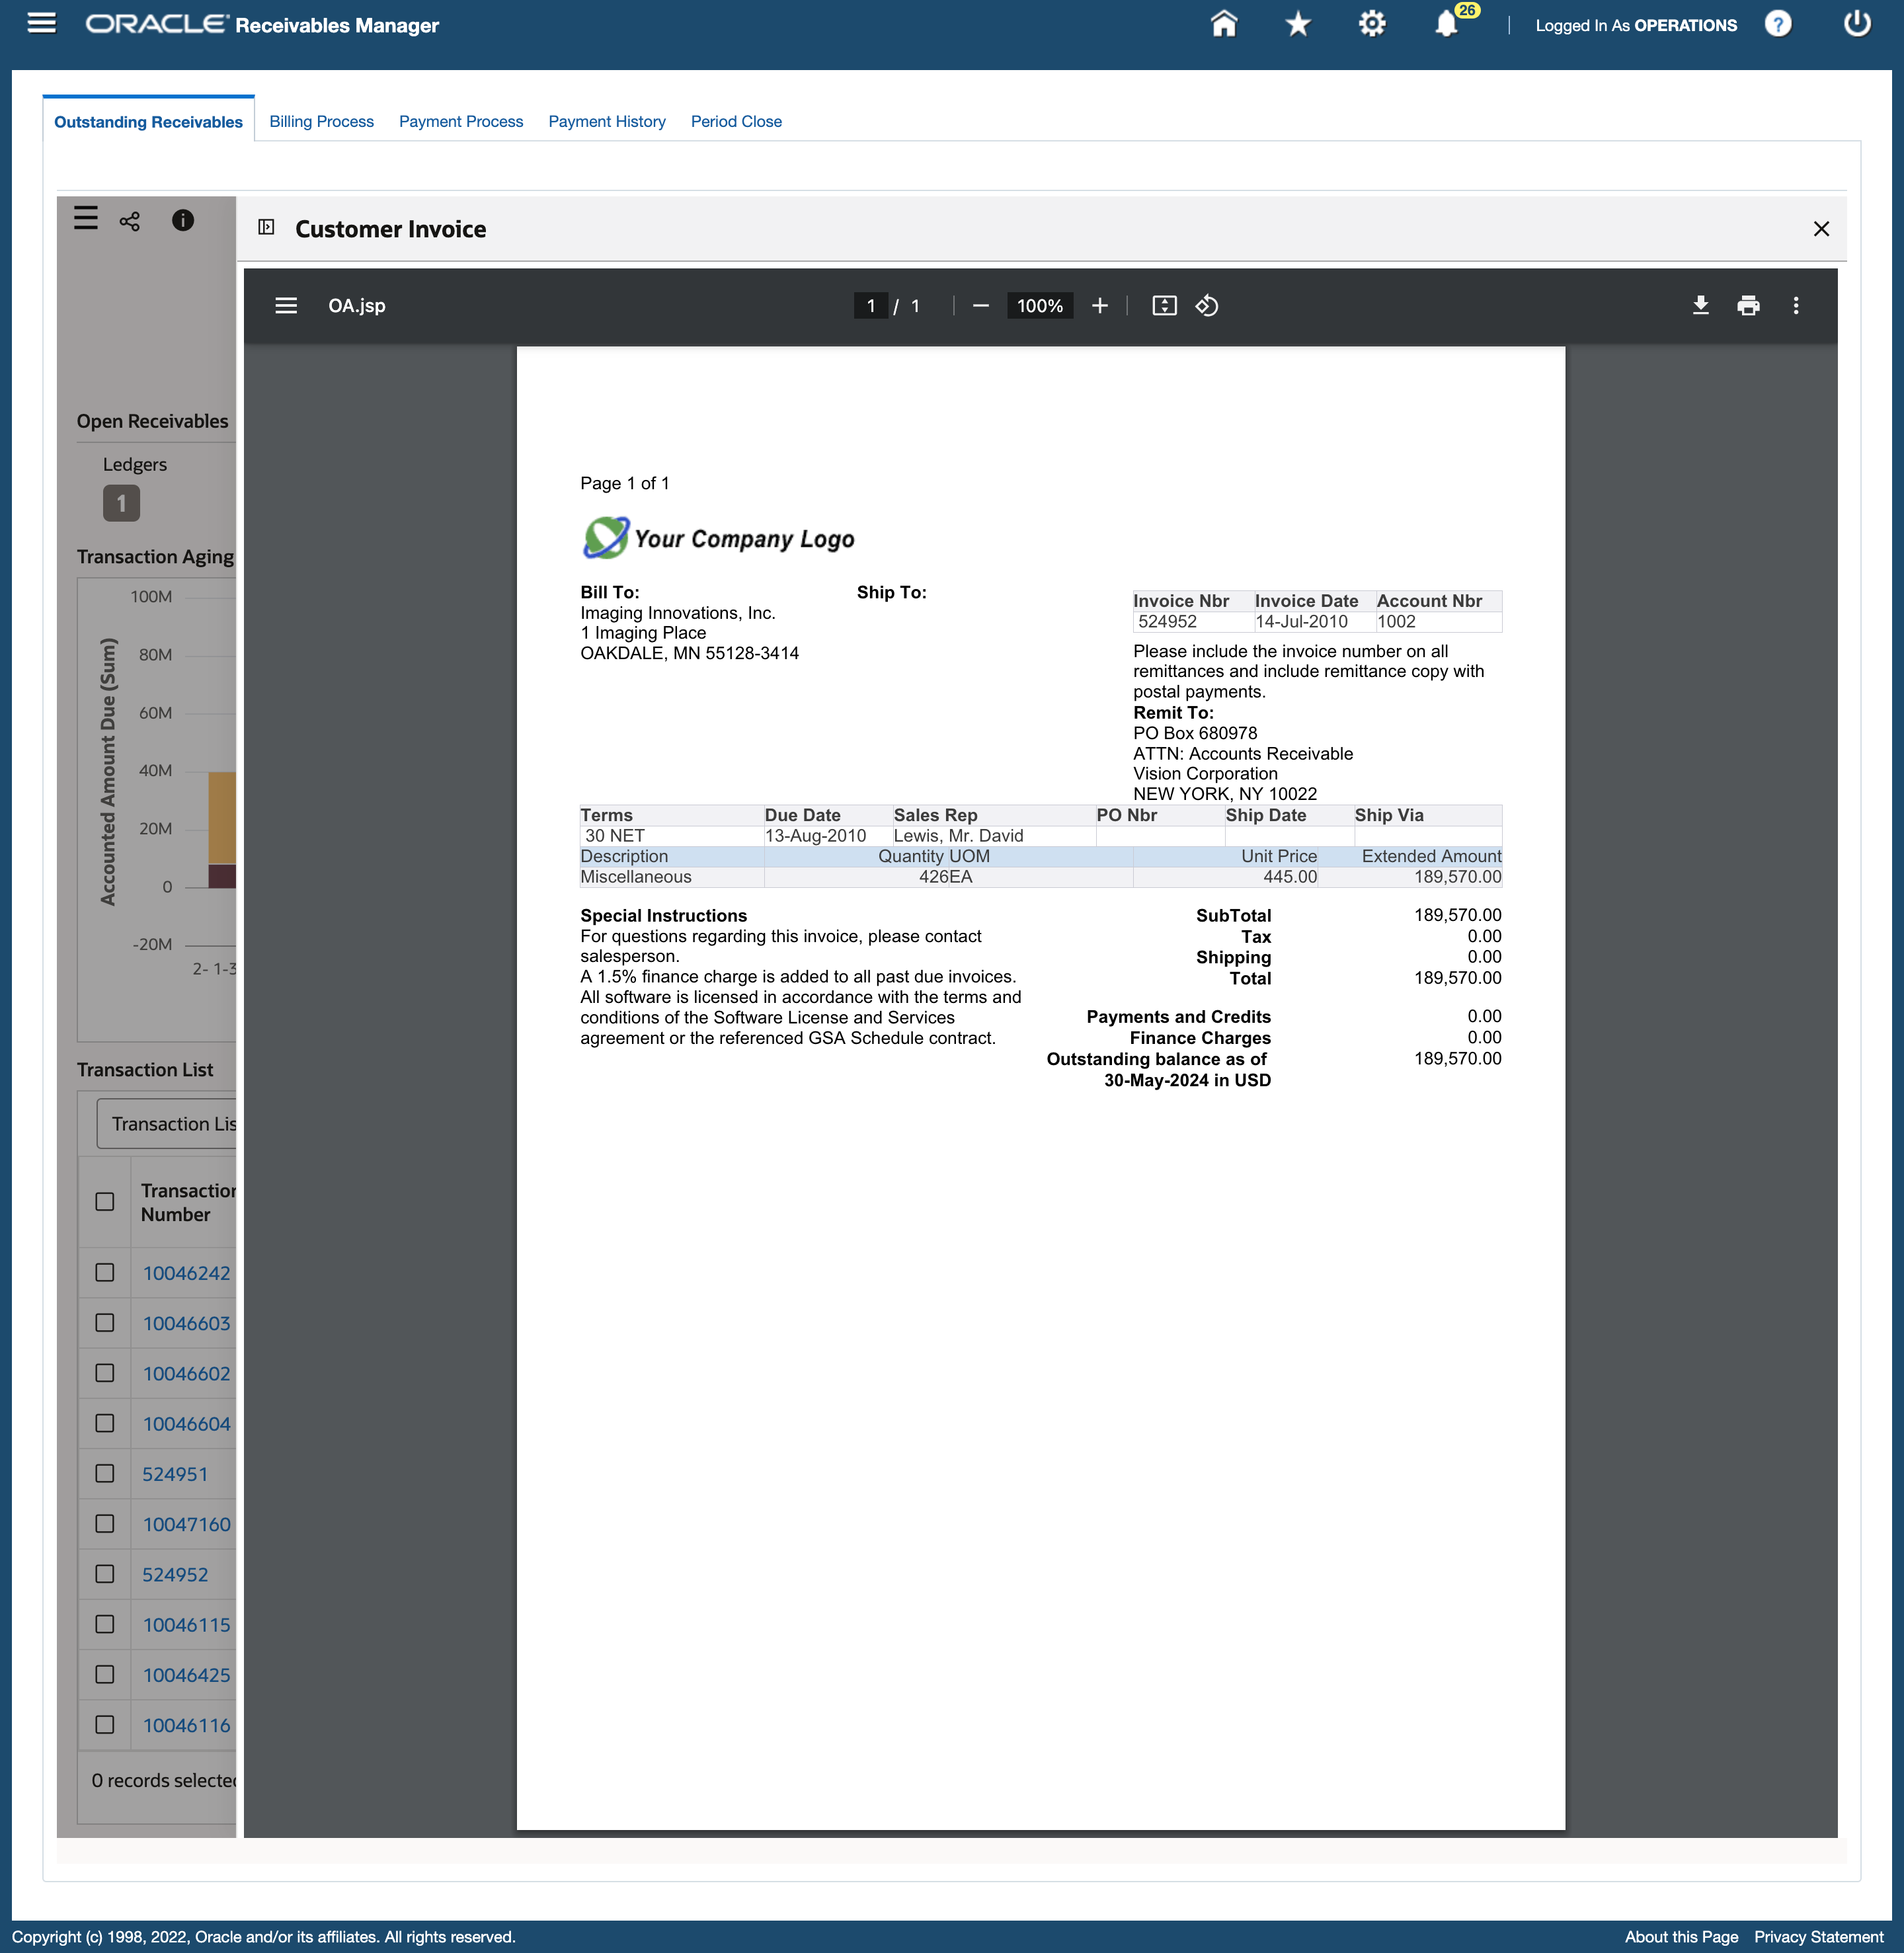 ORACLE Receivables Manager
26
Logged In As OPERATIONS
?
Outstanding Receivables
Billing Process
Payment Process
Payment History
Period Close
Customer Invoice
OA.jsp
1 / 1
100%
Open Receivables
Ledgers
1
Transaction Aging
Accounted Amount Due (Sum)
100M
80M
60M
40M
20M
0
-20M
2- 1-3
Transaction List
Transaction Lis
Transaction
Number
10046242
10046603
10046602
10046604
524951
10047160
524952
10046115
10046425
10046116
0 records selected
Page 1 of 1
Your Company Logo
Bill To:
Imaging Innovations, Inc.
1 Imaging Place
OAKDALE, MN 55128-3414
Ship To:
Invoice Nbr Invoice Date Account Nbr
524952 14-Jul-2010 1002
Please include the invoice number on all
remittances and include remittance copy with
postal payments.
Remit To:
PO Box 680978
ATTN: Accounts Receivable
Vision Corporation
NEW YORK, NY 10022
Terms Due Date Sales Rep PO Nbr Ship Date Ship Via
30 NET 13-Aug-2010 Lewis, Mr. David
Description Quantity UOM Unit Price Extended Amount
Miscellaneous 426EA 445.00 189,570.00
Special Instructions
For questions regarding this invoice, please contact
salesperson.
A 1.5% finance charge is added to all past due invoices.
All software is licensed in accordance with the terms and
conditions of the Software License and Services
agreement or the referenced GSA Schedule contract.
SubTotal 189,570.00
Tax 0.00
Shipping 0.00
Total 189,570.00
Payments and Credits 0.00
Finance Charges 0.00
Outstanding balance as of 189,570.00
30-May-2024 in USD
Copyright (c) 1998, 2022, Oracle and/or its affiliates. All rights reserved.
About this Page
Privacy Statement